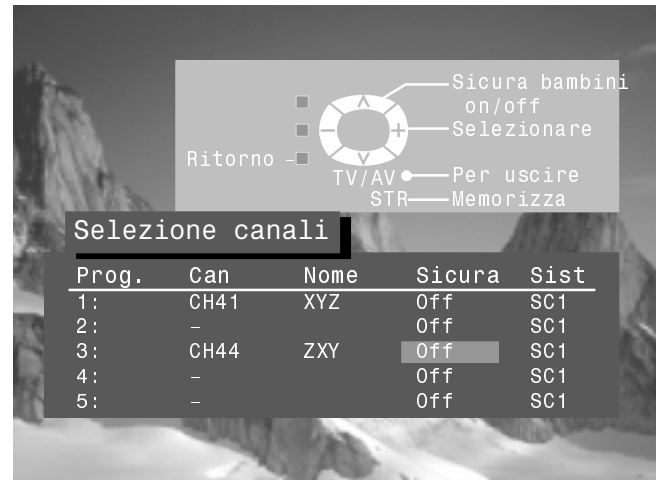 Sicura bambini
on/off
Selezionare
Ritorno
TV/AV Per uscire
STR Memorizza
Selezione canali
Prog. Can Nome Sicura Sist
1: CH41 XYZ Off SC1
2: – Off SC1
3: CH44 ZXY Off SC1
4: – Off SC1
5: – Off SC1